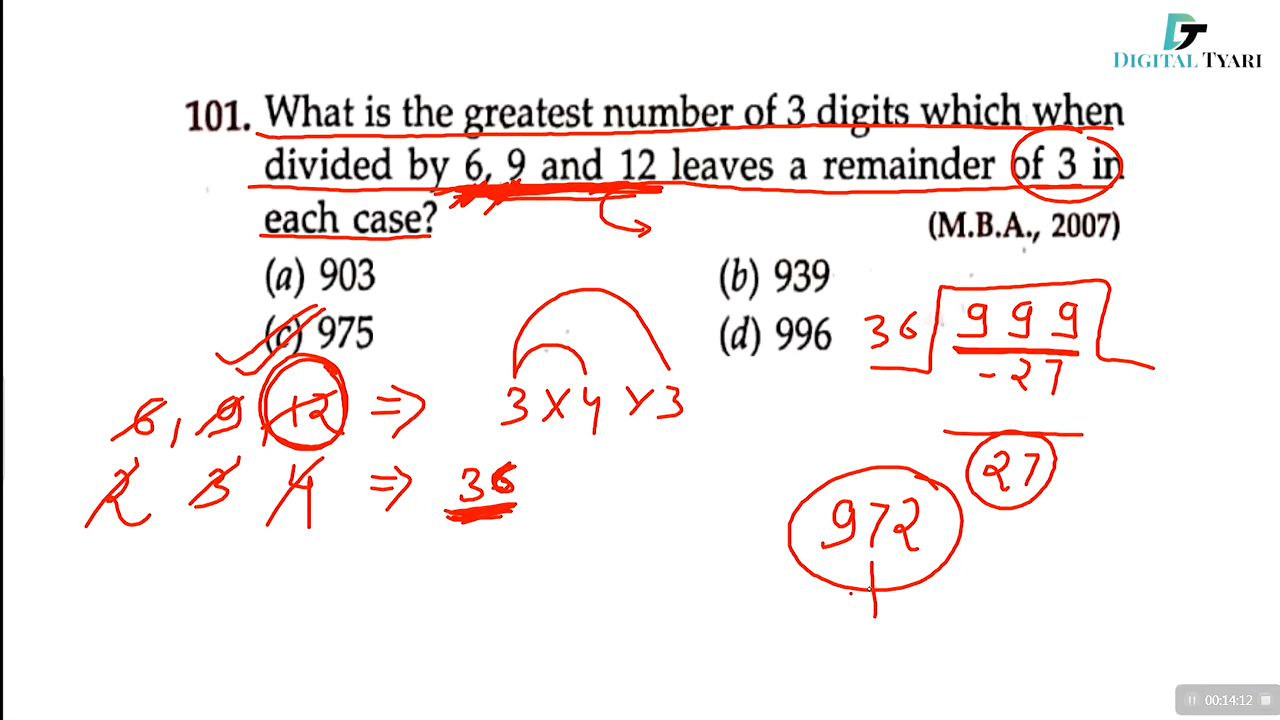 DIGITAL TYARI
101. What is the greatest number of 3 digits which when
divided by 6, 9 and 12 leaves a remainder of 3 in
each case?
(M.B.A., 2007)
(a) 903 (b) 939
(c) 975 (d) 996
36 999
-27
27
6, 9 12 => 3 x 4 x 3
2 3 4 => 36
972
00:14:12